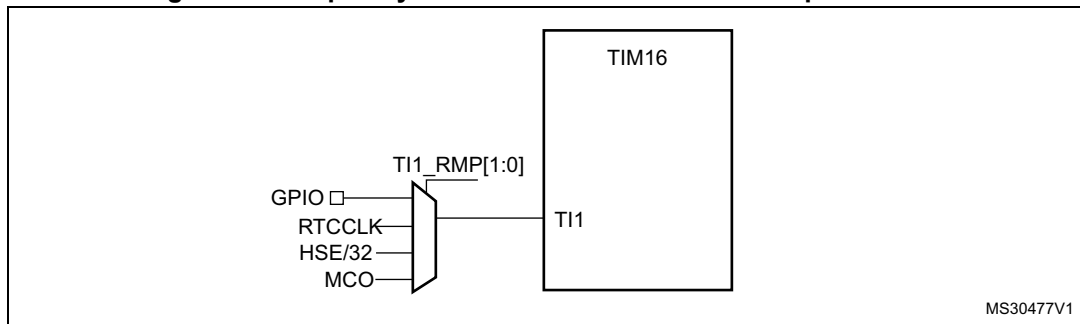 TIM16
TI1_RMP[1:0]
GPIO
RTCCLK
TI1
HSE/32
MCO
MS30477V1